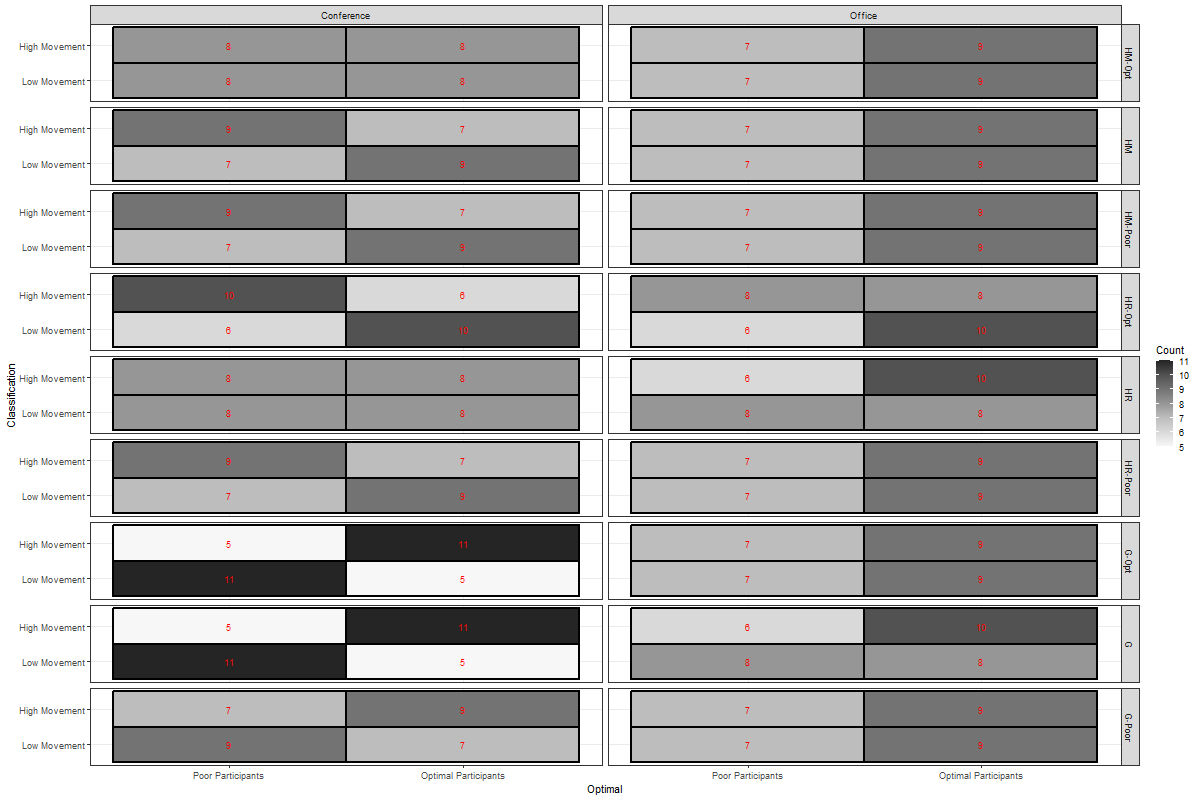 Conference Office
High Movement 8 8 7 9 HM-Opt
Low Movement 8 8 7 9
High Movement 9 7 7 9 HM
Low Movement 7 9 7 9
High Movement 9 7 7 9 HM-Poor
Low Movement 7 9 7 9
High Movement 10 6 8 8 HR-Opt
Low Movement 6 10 6 10
High Movement 8 8 6 10 HR
Low Movement 8 8 8 8
High Movement 9 7 7 9 HR-Poor
Low Movement 7 9 7 9
High Movement 5 11 7 9 G-Opt
Low Movement 11 5 7 9
High Movement 5 11 6 10 G
Low Movement 11 5 8 8
High Movement 7 9 7 9 G-Poor
Low Movement 9 7 7 9
Poor Participants Optimal Participants Poor Participants Optimal Participants
Optimal
Classification
Count
11
10
9
8
7
6
5